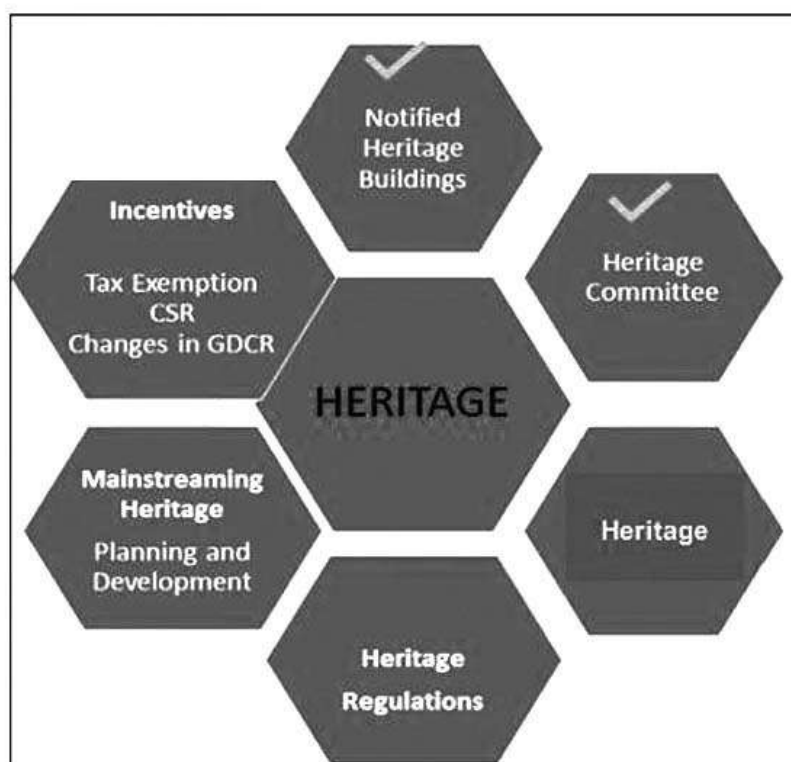 Notified
Heritage
Buildings
Incentives
Tax Exemption
CSR
Changes in GDCR
Heritage
Committee
HERITAGE
Mainstreaming
Heritage
Planning and
Development
Heritage
Heritage
Regulations